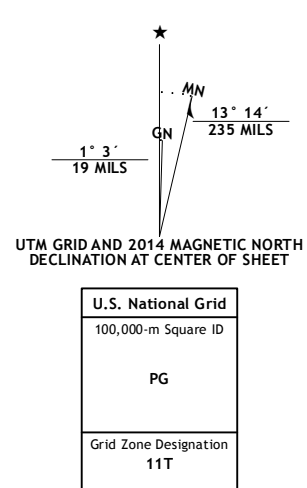 ★
MN
GN
13° 14´
235 MILS
1° 3´
19 MILS
UTM GRID AND 2014 MAGNETIC NORTH
DECLINATION AT CENTER OF SHEET
U.S. National Grid
100,000-m Square ID
PG
Grid Zone Designation
11T